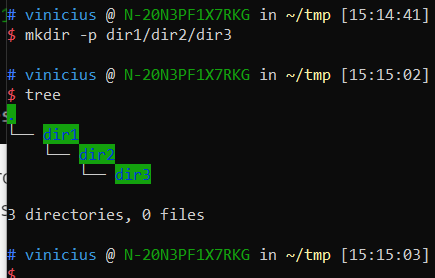 # vinicius @ N-20N3PF1X7RKG in ~/tmp [15:14:41]
$ mkdir -p dir1/dir2/dir3
# vinicius @ N-20N3PF1X7RKG in ~/tmp [15:15:02]
$ tree
.
└── dir1
    └── dir2
        └── dir3
3 directories, 0 files
# vinicius @ N-20N3PF1X7RKG in ~/tmp [15:15:03]
$